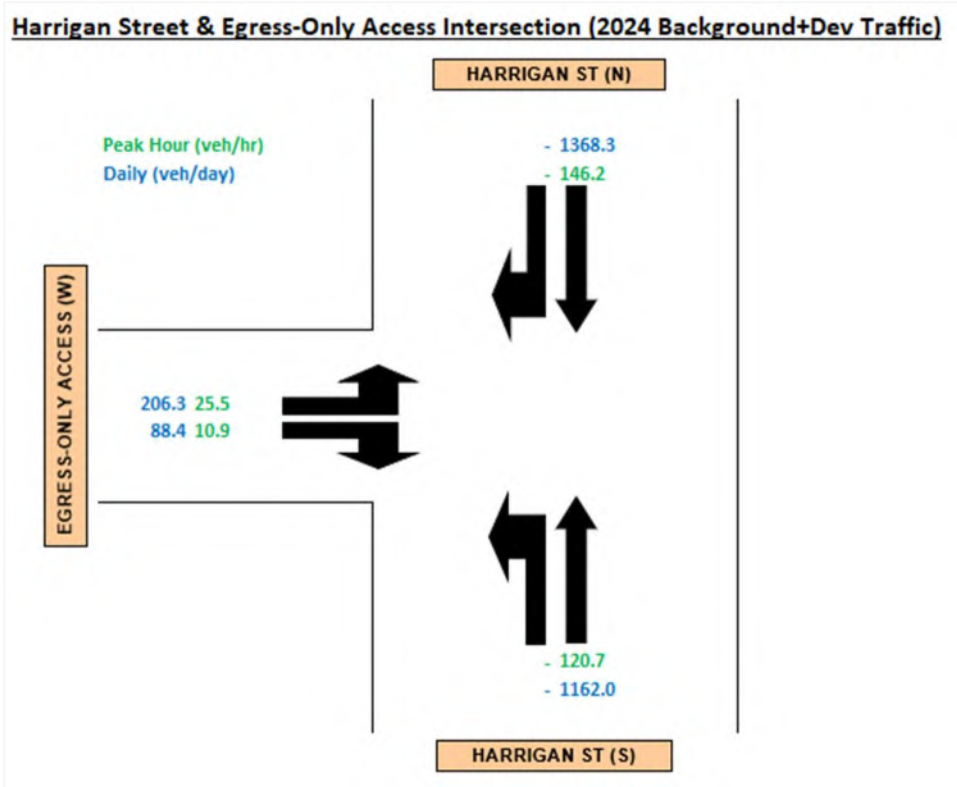 Harrigan Street & Egress-Only Access Intersection (2024 Background+Dev Traffic)
HARRIGAN ST (N)
Peak Hour (veh/hr)
Daily (veh/day)
- 1368.3
- 146.2
EGRESS-ONLY ACCESS (W)
206.3 25.5
88.4 10.9
- 120.7
- 1162.0
HARRIGAN ST (S)